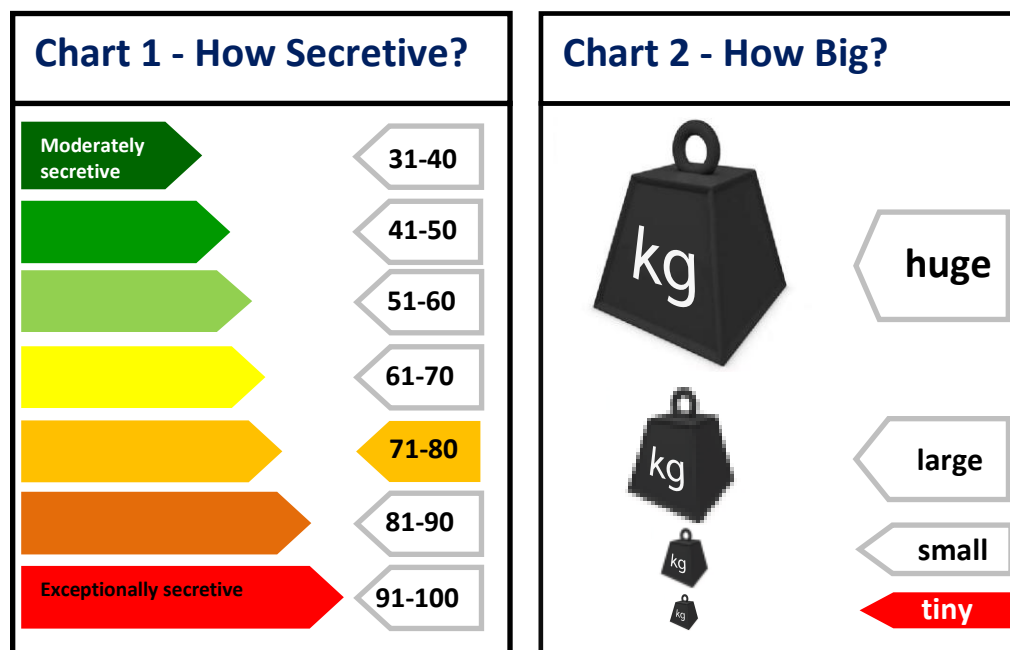 Chart 1 - How Secretive?
Moderately
secretive
31-40
41-50
51-60
61-70
71-80
81-90
Exceptionally secretive
91-100
Chart 2 - How Big?
kg
huge
kg
large
kg
small
kg
tiny